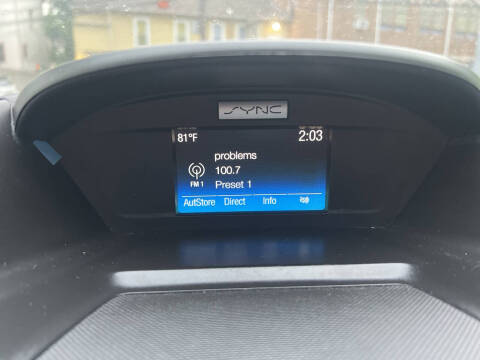 SYNC
81°F 2:03
problems
100.7
FM 1 Preset 1
AutStore Direct Info